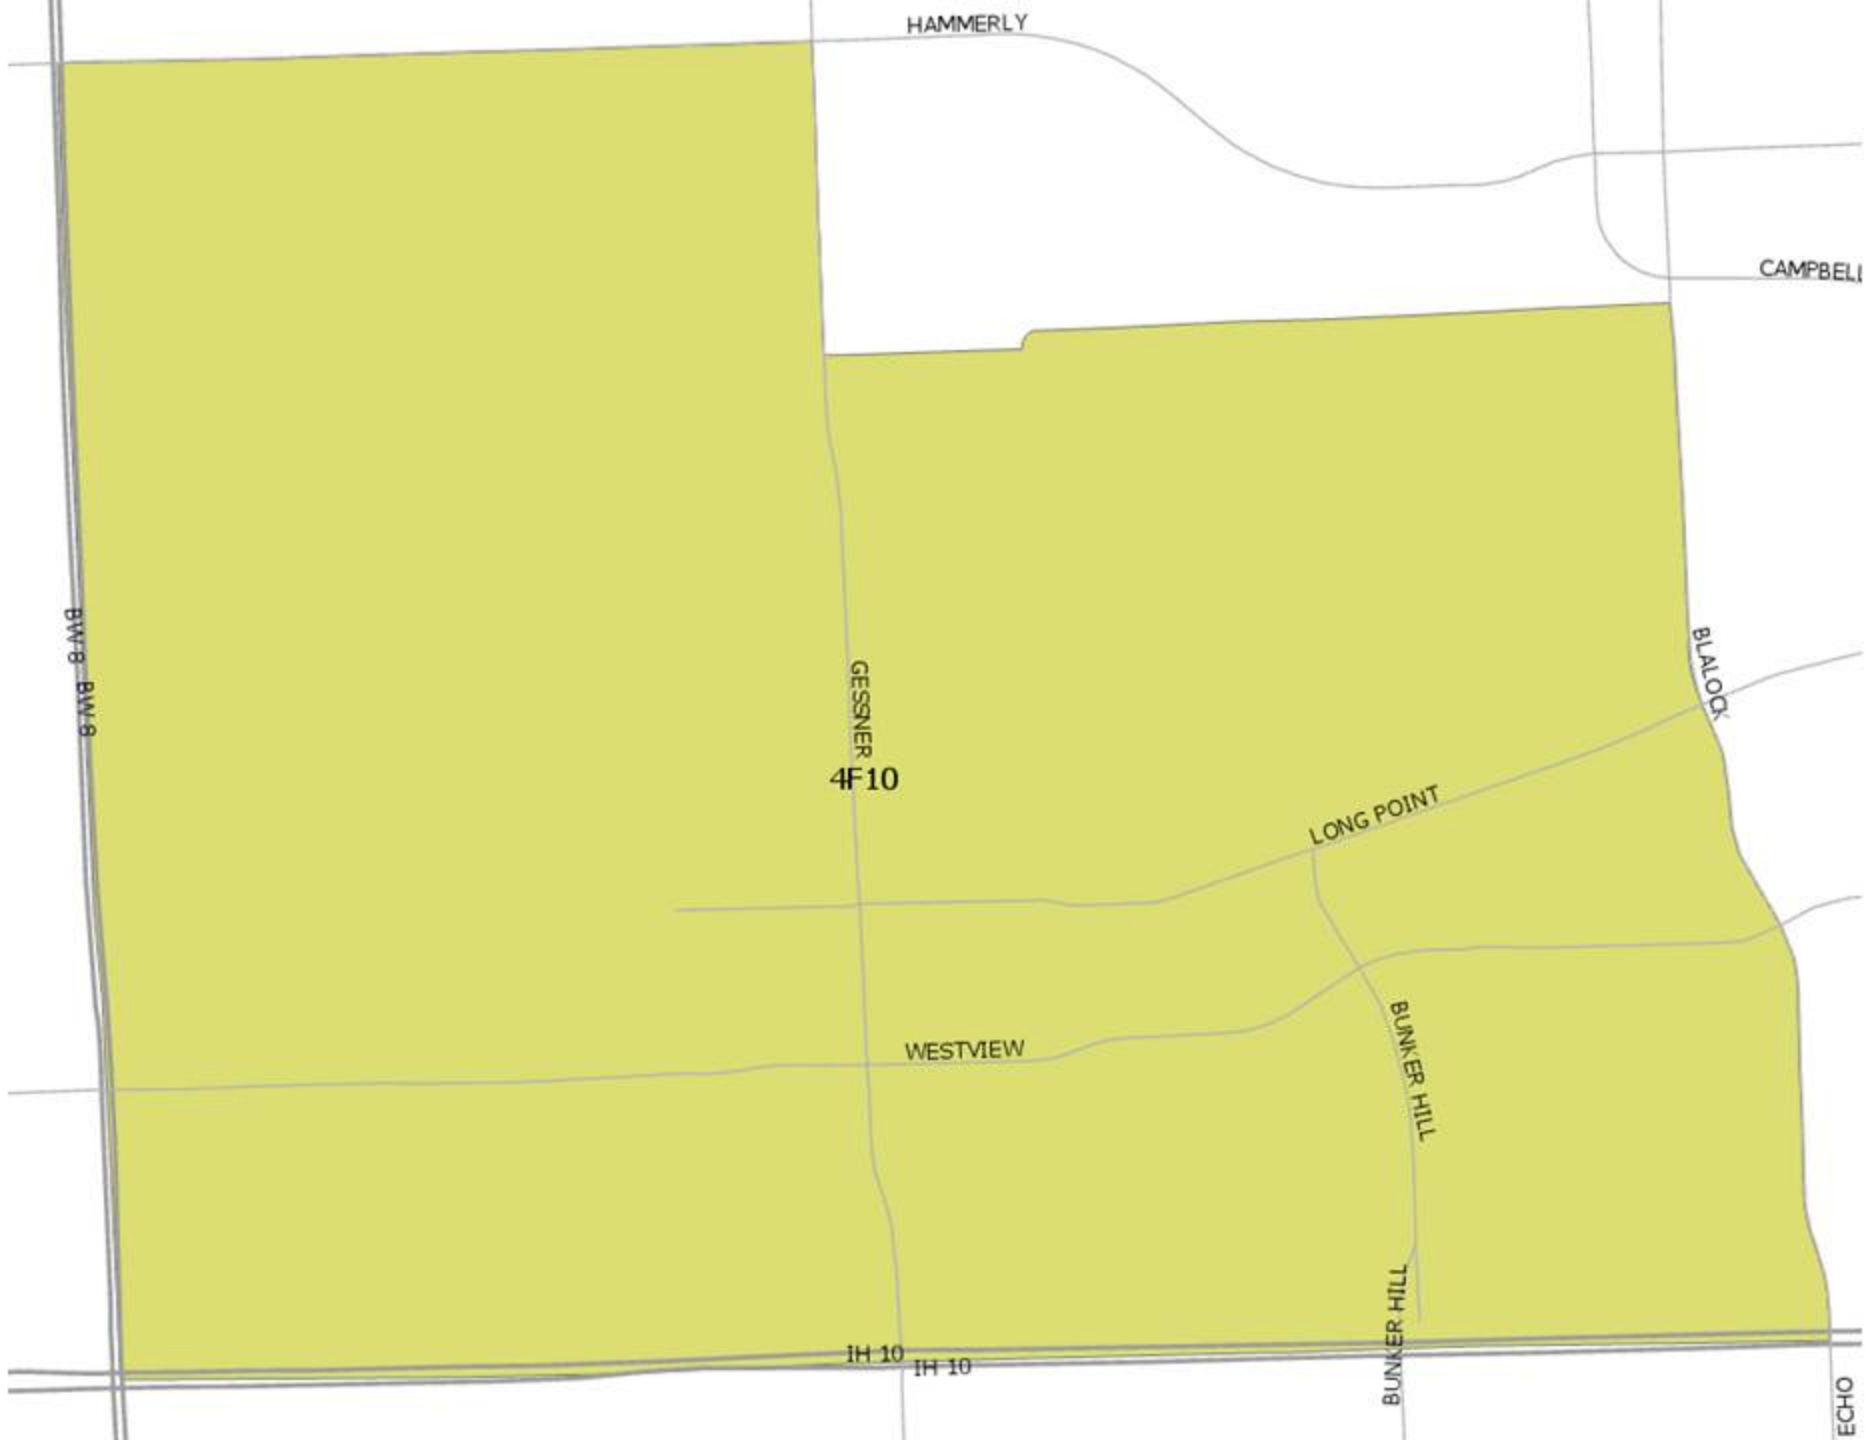 HAMMERLY
CAMPBELL
BW 8
BW 8
GESSNER
BLALOCK
4F10
LONG POINT
WESTVIEW
BUNKER HILL
BUNKER HILL
IH 10
IH 10
ECHO